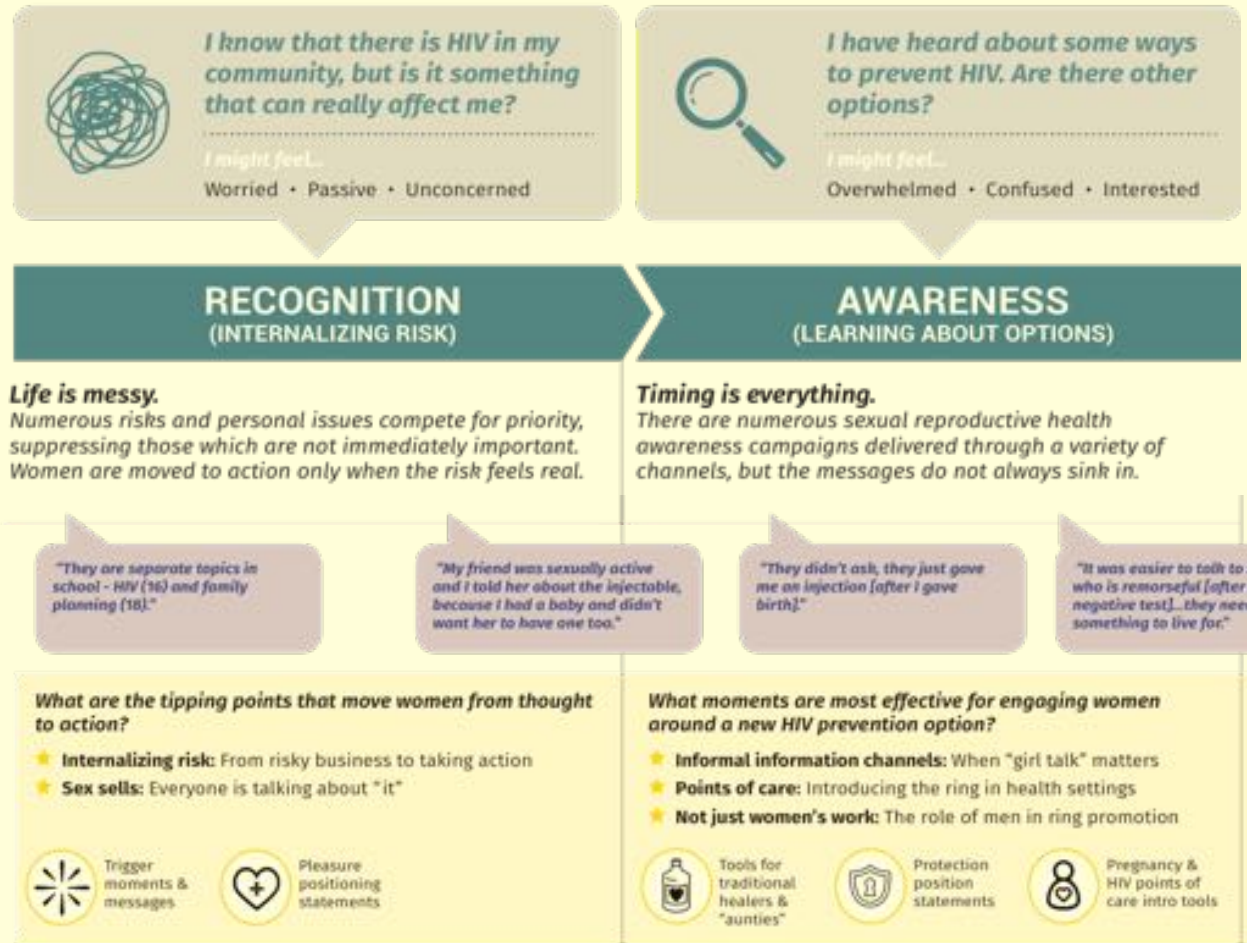 I know that there is HIV in my
community, but is it something
that can really affect me?
I might feel...
Worried • Passive • Unconcerned
I have heard about some ways
to prevent HIV. Are there other
options?
I might feel...
Overwhelmed • Confused • Interested
RECOGNITION
(INTERNALIZING RISK)
AWARENESS
(LEARNING ABOUT OPTIONS)
Life is messy.
Numerous risks and personal issues compete for priority,
suppressing those which are not immediately important.
Women are moved to action only when the risk feels real.
Timing is everything.
There are numerous sexual reproductive health
awareness campaigns delivered through a variety of
channels, but the messages do not always sink in.
"They are separate topics in
school - HIV (16) and family
planning (18)."
"My friend was sexually active
and I told her about the injectable,
because I had a baby and didn't
want her to have one too."
"They didn't ask, they just gave
me an injection [after I gave
birth]."
"It was easier to talk to
who is remorseful [after
negative test]...they nee
something to live for."
What are the tipping points that move women from thought
to action?
Internalizing risk: From risky business to taking action
Sex sells: Everyone is talking about "it"
Trigger
moments &
messages
Pleasure
positioning
statements
What moments are most effective for engaging women
around a new HIV prevention option?
Informal information channels: When "girl talk" matters
Points of care: Introducing the ring in health settings
Not just women's work: The role of men in ring promotion
Tools for
traditional
healers &
"aunties"
Protection
position
statements
Pregnancy &
HIV points of
care intro tools